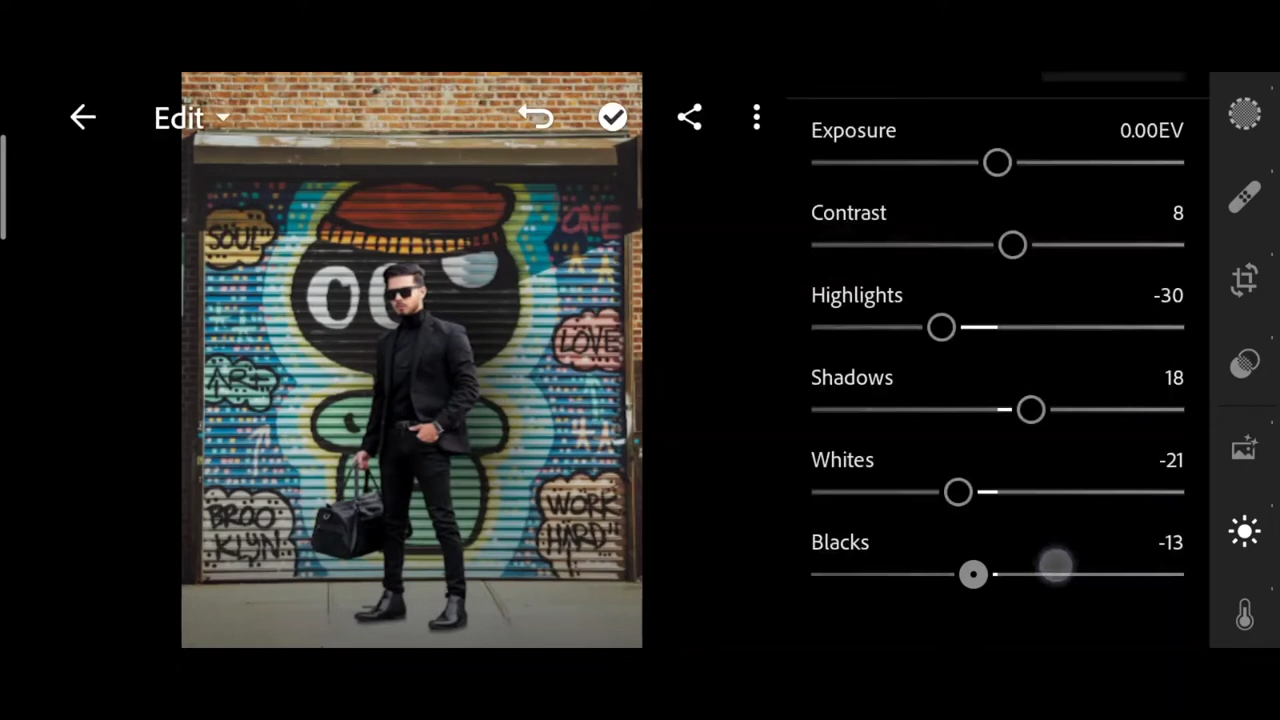 Edit
Exposure 0.00EV
Contrast 8
Highlights -30
Shadows 18
Whites -21
Blacks -13
ONE
SOUL
LOVE
ART
BROO
KLYN
WORK
HARD